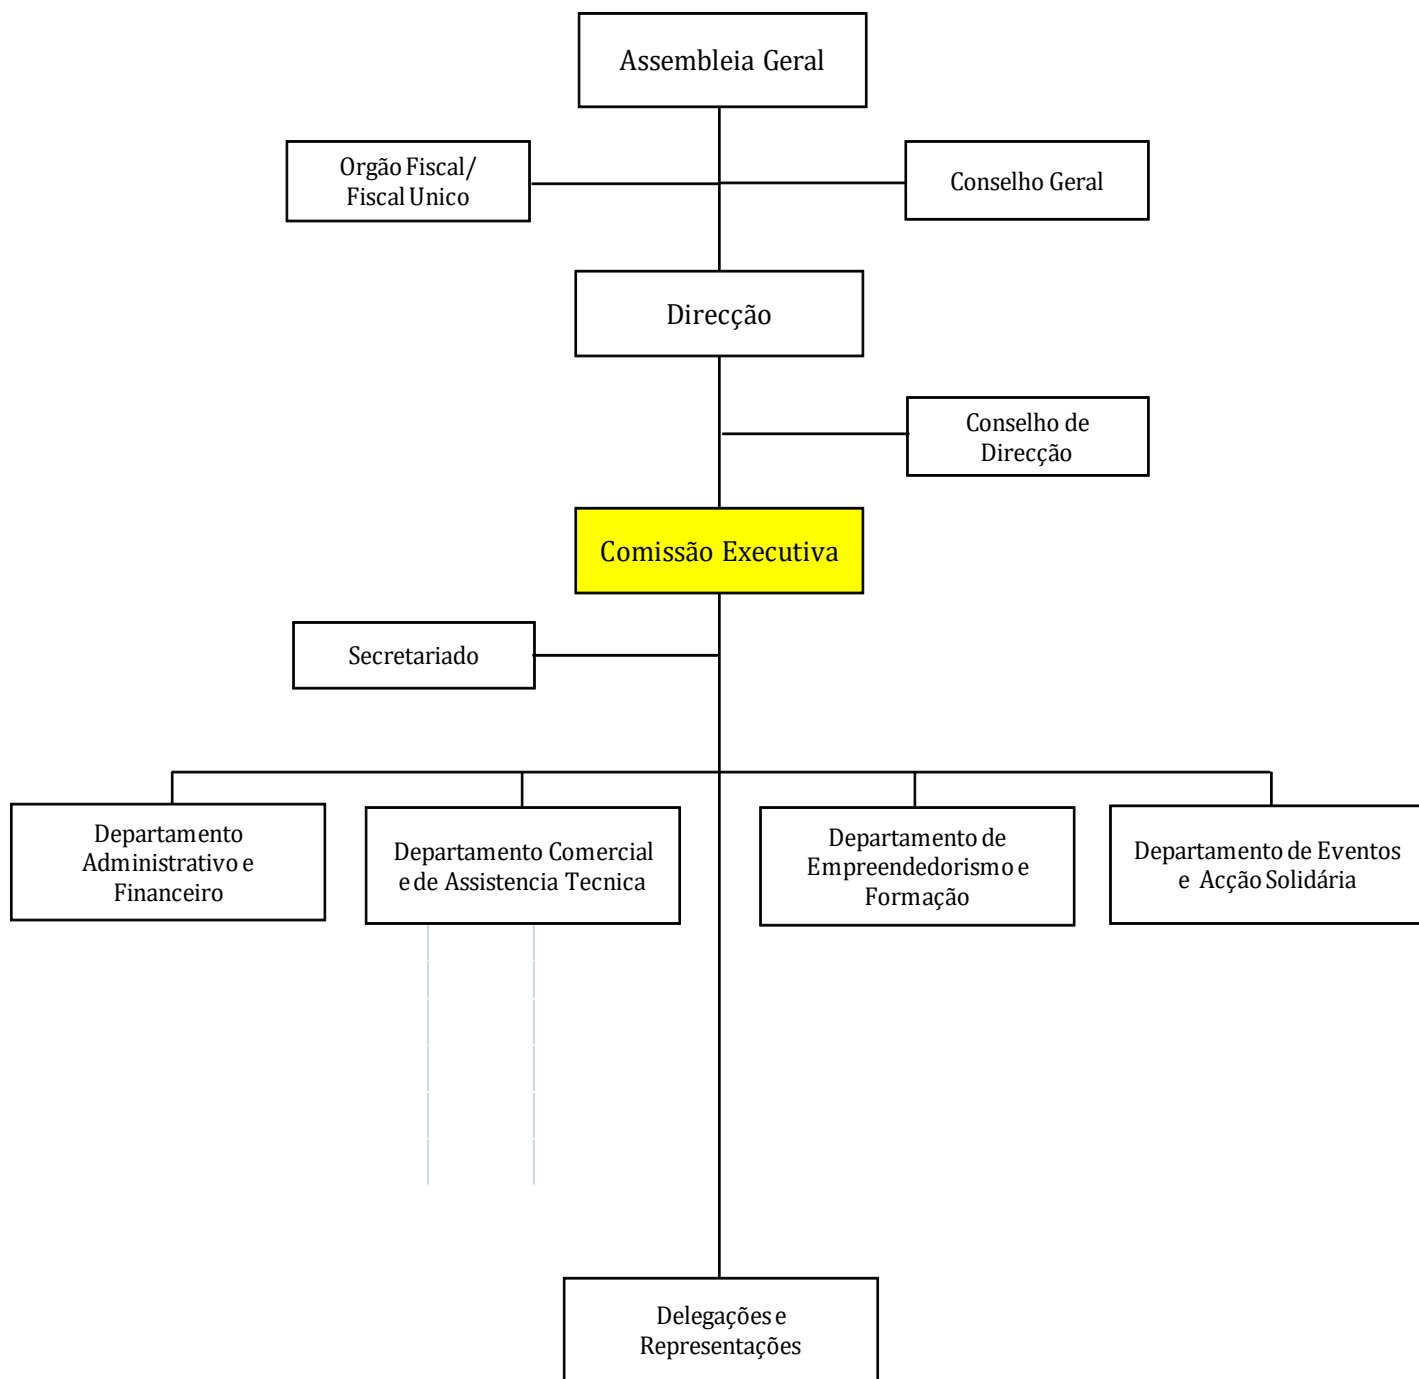 Assembleia Geral
Orgão Fiscal/
Fiscal Unico
Conselho Geral
Direcção
Conselho de
Direcção
Comissão Executiva
Secretariado
Departamento
Administrativo e
Financeiro
Departamento Comercial
e de Assistencia Tecnica
Departamento de
Empreendedorismo e
Formação
Departamento de Eventos
e Acção Solidária
Delegações e
Representações